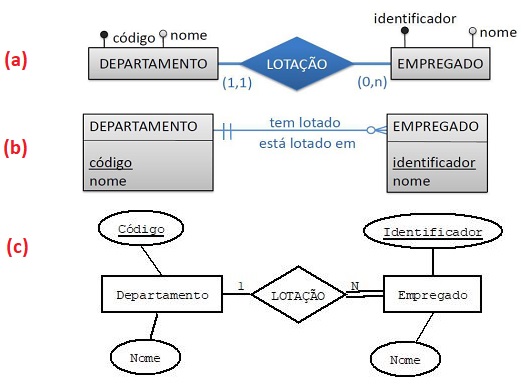 (a)
código nome
identificador nome
DEPARTAMENTO LOTAÇÃO EMPREGADO
(1,1) (0,n)
(b)
DEPARTAMENTO tem lotado EMPREGADO
está lotado em
código identificador
nome nome
(c)
Código Identificador
Departamento 1 LOTAÇÃO N Empregado
Nome Nome